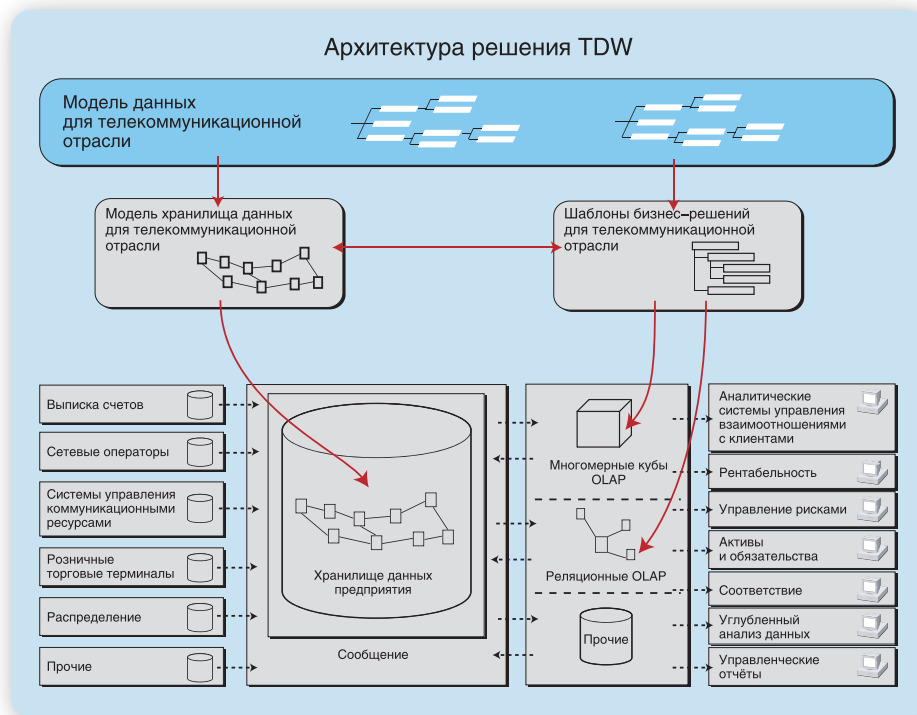 Архитектура решения TDW
Модель данных
для телекоммуникационной
отрасли
Модель хранилища данных
для телекоммуникационной
отрасли
Шаблоны бизнес–решений
для телекоммуникационной
отрасли
Выписка счетов
Сетевые операторы
Системы управления
коммуникационными
ресурсами
Розничные
торговые терминалы
Распределение
Прочие
Хранилище данных
предприятия
Сообщение
Многомерные кубы
OLAP
Реляционные OLAP
Прочие
Аналитические
системы управления
взаимоотношениями
с клиентами
Рентабельность
Управление рисками
Активы
и обязательства
Соответствие
Углубленный
анализ данных
Управленческие
отчёты